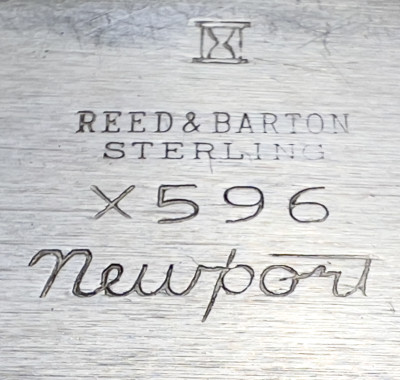 REED & BARTON
STERLING
X596
Newport